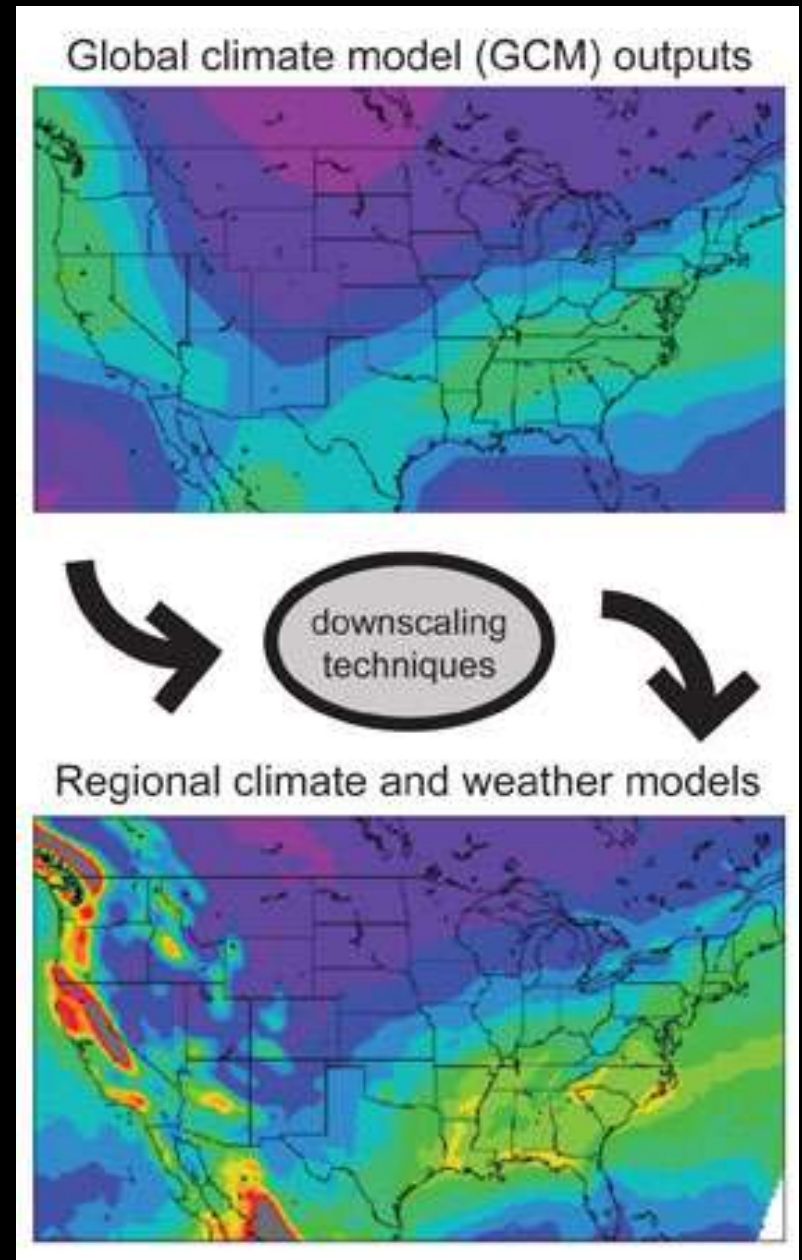 Global climate model (GCM) outputs
downscaling
techniques
Regional climate and weather models